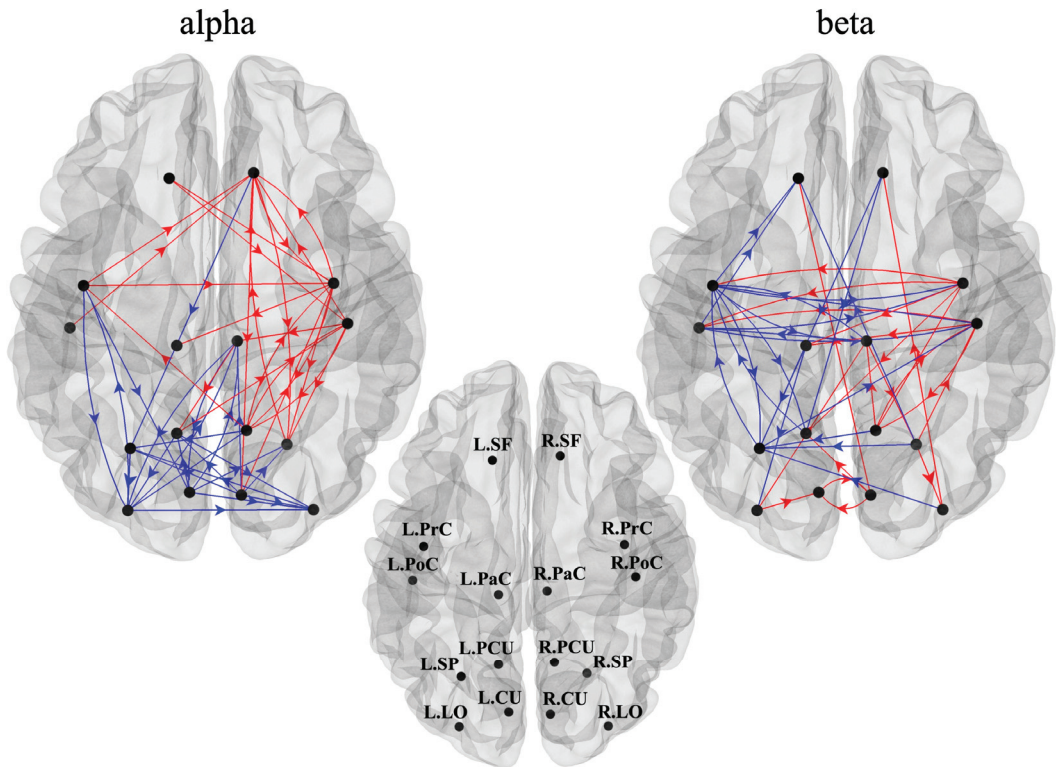 alpha
beta
L.SF
R.SF
L.PrC
R.PrC
L.PoC
R.PoC
L.PaC
R.PaC
L.PCU
R.PCU
L.SP
R.SP
L.CU
R.CU
L.LO
R.LO